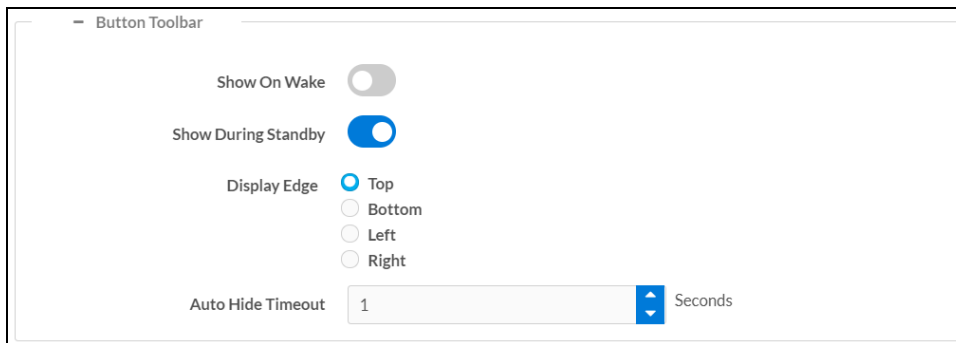 Button Toolbar
Show On Wake
Show During Standby
Display Edge Top
Bottom
Left
Right
Auto Hide Timeout 1 Seconds